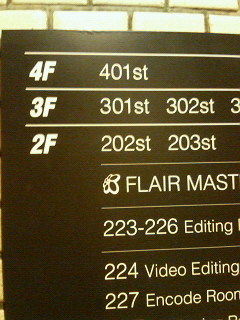 4F 401st
3F 301st 302st 3
2F 202st 203st
FLAIR MAST
223-226 Editing
224 Video Editing
227 Encode Room